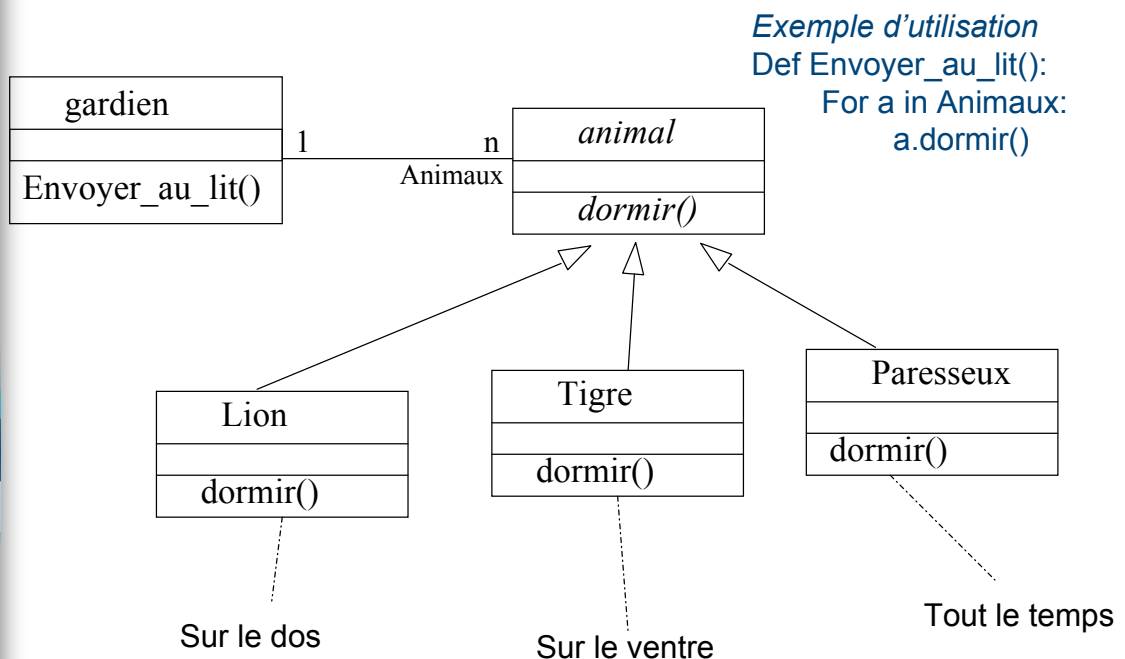 Exemple d'utilisation
Def Envoyer_au_lit():
For a in Animaux:
a.dormir()
gardien
Envoyer_au_lit()
1
n
Animaux
animal
dormir()
Lion
dormir()
Tigre
dormir()
Paresseux
dormir()
Sur le dos
Sur le ventre
Tout le temps